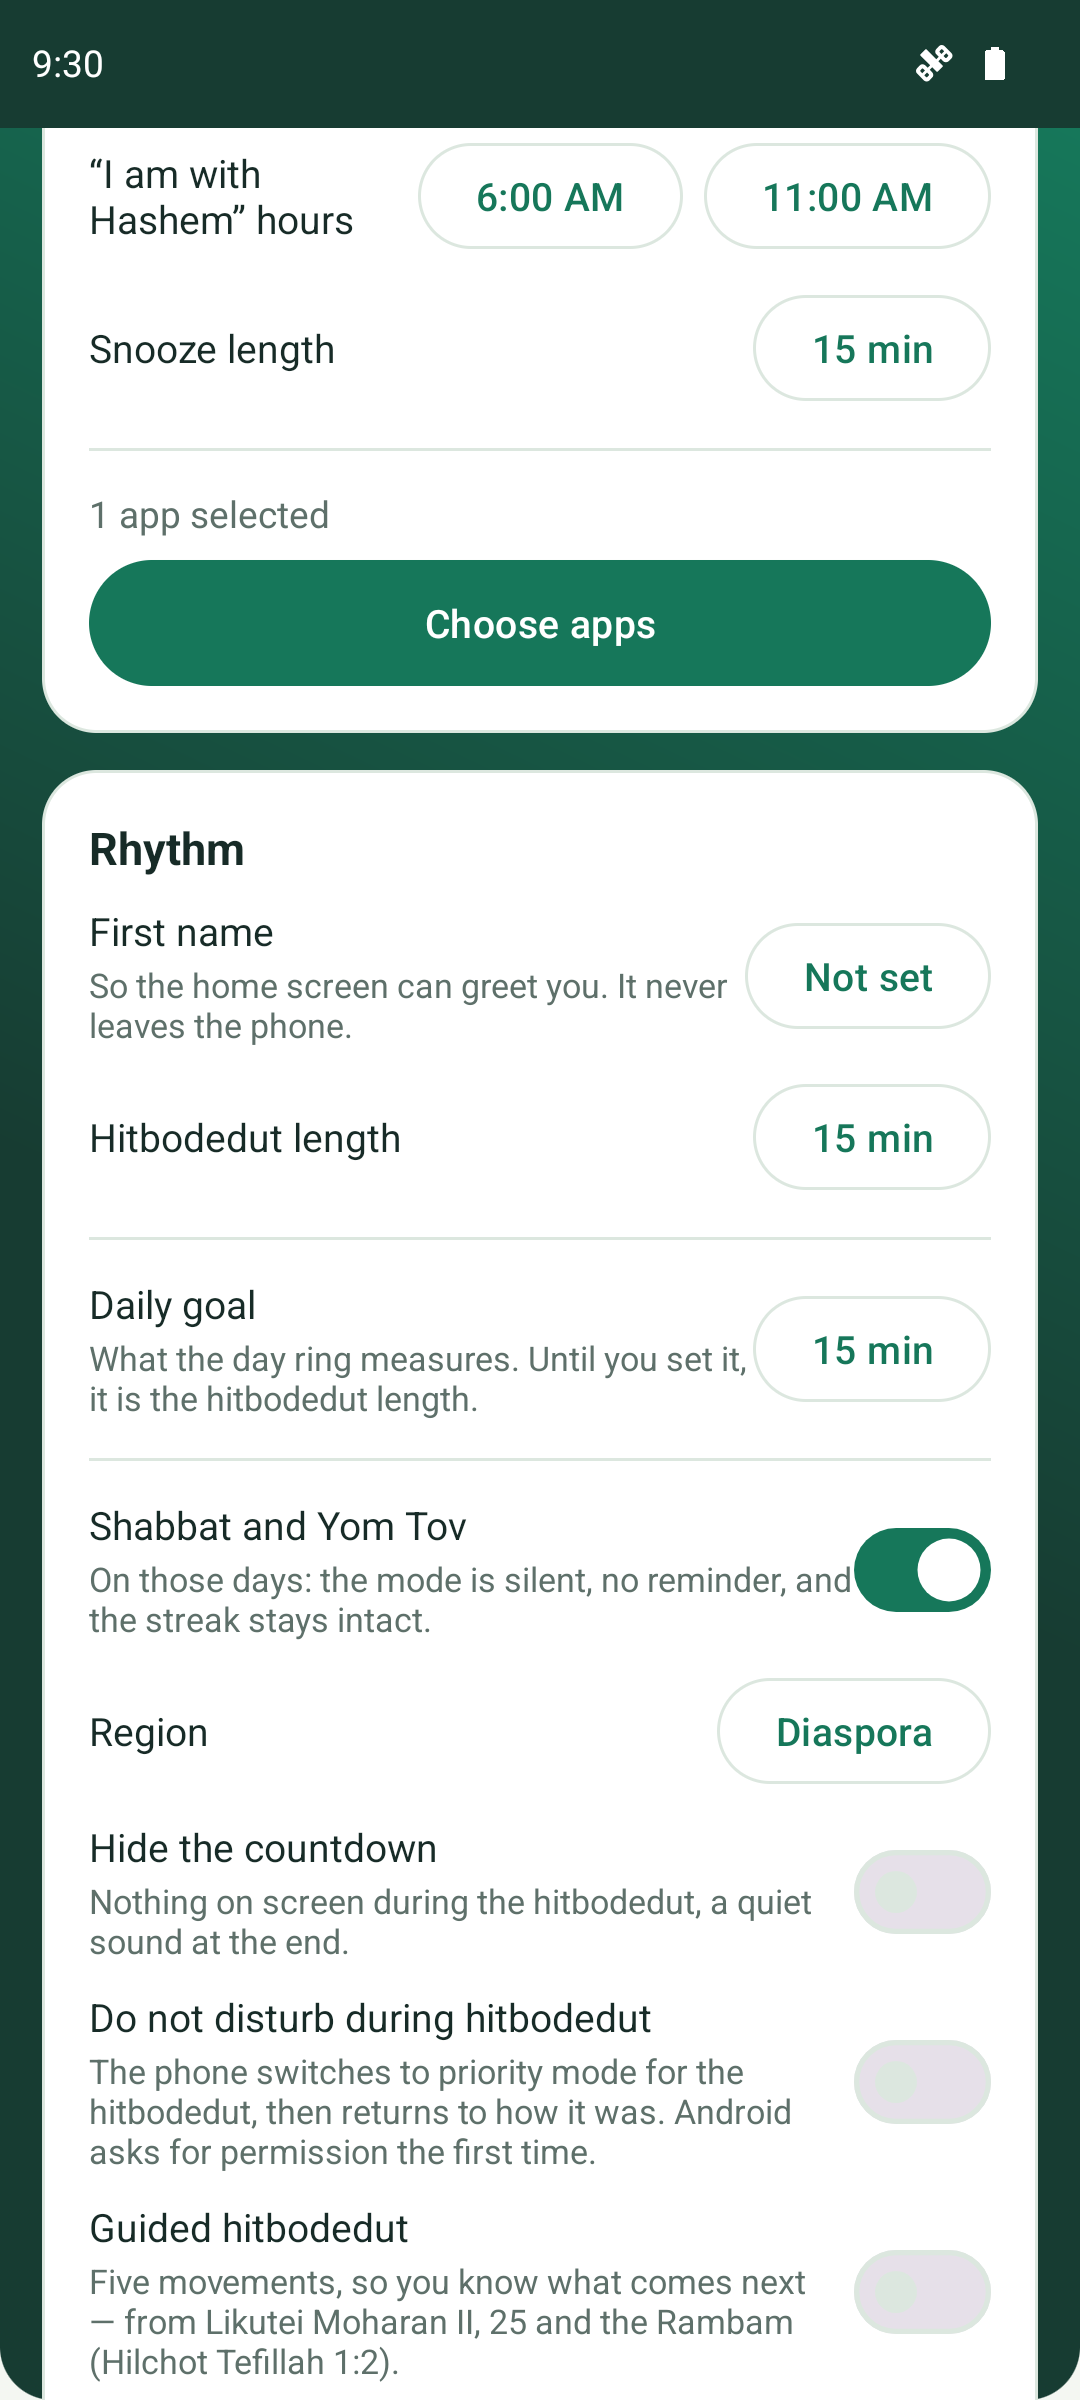 9:30
“I am with
Hashem” hours
6:00 AM
11:00 AM
Snooze length
15 min
1 app selected
Choose apps
Rhythm
First name
So the home screen can greet you. It never
leaves the phone.
Not set
Hitbodedut length
15 min
Daily goal
What the day ring measures. Until you set it,
it is the hitbodedut length.
15 min
Shabbat and Yom Tov
On those days: the mode is silent, no reminder, and
the streak stays intact.
Region
Diaspora
Hide the countdown
Nothing on screen during the hitbodedut, a quiet
sound at the end.
Do not disturb during hitbodedut
The phone switches to priority mode for the
hitbodedut, then returns to how it was. Android
asks for permission the first time.
Guided hitbodedut
Five movements, so you know what comes next
— from Likutei Moharan II, 25 and the Rambam
(Hilchot Tefillah 1:2).